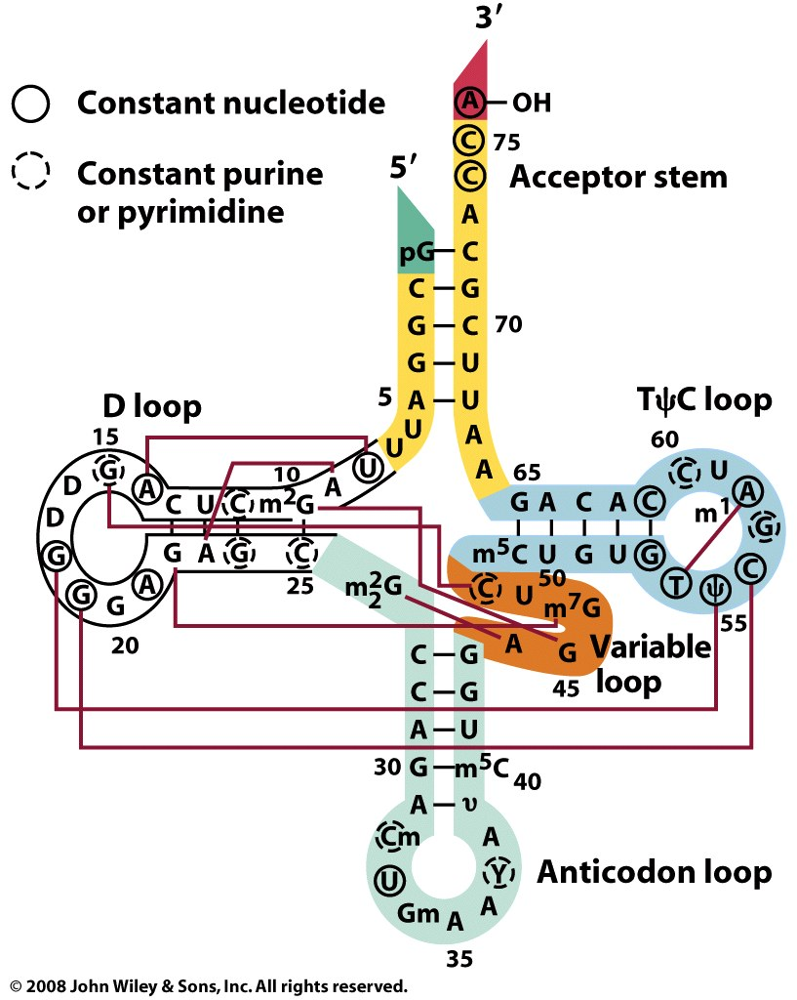 3′
Constant nucleotide
A OH
C 75
Constant purine
or pyrimidine
5′
C Acceptor stem
A
pG C
C G
G C 70
G U
5 A U
U A
U A
D loop
TψC loop
15
60
65
10
G A C U C m²G A U
D
D
G
G
G
A
20
G A G C
25
G A C A C
C U A
m¹
G
C
m⁵C U G U G
T ψ
55
50
C U m⁷G
m²₂G
A G
45
Variable
loop
C G
C G
A U
30 G m⁵C 40
A υ
Cm A
U Y
Gm A A
35
Anticodon loop
© 2008 John Wiley & Sons, Inc. All rights reserved.